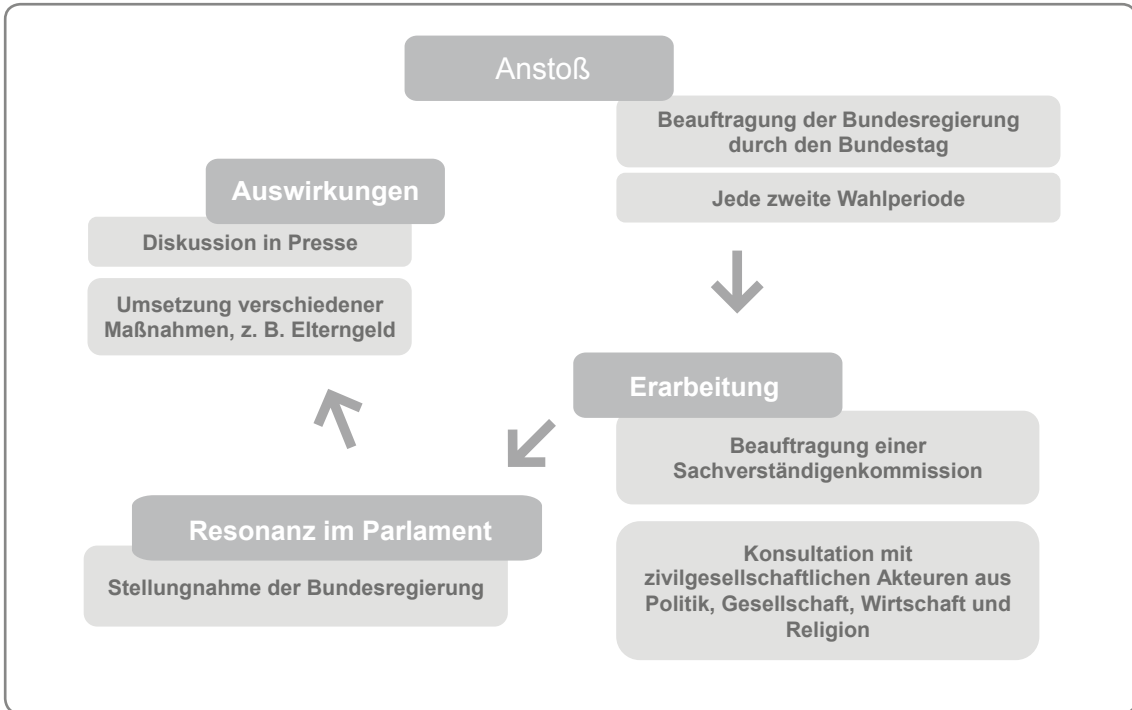 Anstoß
Beauftragung der Bundesregierung
durch den Bundestag
Jede zweite Wahlperiode
Erarbeitung
Beauftragung einer
Sachverständigenkommission
Konsultation mit
zivilgesellschaftlichen Akteuren aus
Politik, Gesellschaft, Wirtschaft und
Religion
Resonanz im Parlament
Stellungnahme der Bundesregierung
Auswirkungen
Diskussion in Presse
Umsetzung verschiedener
Maßnahmen, z. B. Elterngeld